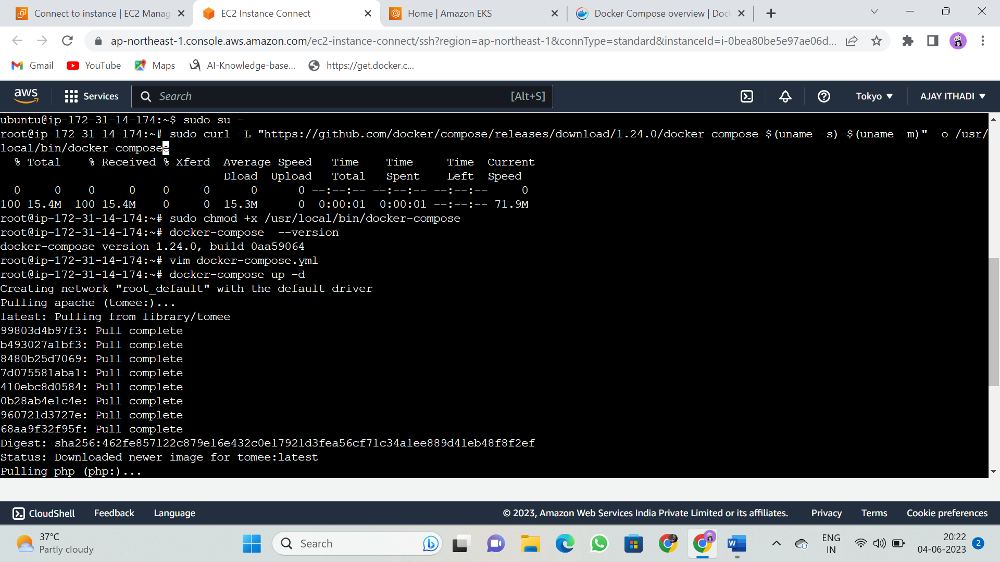 Connect to instance | EC2 Manag
EC2 Instance Connect
Home | Amazon EKS
Docker Compose overview | Doc
ap-northeast-1.console.aws.amazon.com/ec2-instance-connect/ssh?region=ap-northeast-1&connType=standard&instanceId=i-0bea80be5e97ae06d...
Gmail
YouTube
Maps
AI-Knowledge-base...
https://get.docker.c...
aws
Services
Search
[Alt+S]
Tokyo
AJAY ITHADI
ubuntu@ip-172-31-14-174:~$ sudo su -
root@ip-172-31-14-174:~# sudo curl -L "https://github.com/docker/compose/releases/download/1.24.0/docker-compose-$(uname -s)-$(uname -m)" -o /usr/
local/bin/docker-composee
% Total % Received % Xferd Average Speed Time Time Time Current
Dload Upload Total Spent Left Speed
0 0 0 0 0 0 0 0 --:--:-- --:--:-- --:--:-- 0
100 15.4M 100 15.4M 0 0 15.3M 0 0:00:01 0:00:01 --:--:-- 71.9M
root@ip-172-31-14-174:~# sudo chmod +x /usr/local/bin/docker-compose
root@ip-172-31-14-174:~# docker-compose --version
docker-compose version 1.24.0, build 0aa59064
root@ip-172-31-14-174:~# vim docker-compose.yml
root@ip-172-31-14-174:~# docker-compose up -d
Creating network "root_default" with the default driver
Pulling apache (tomee:)...
latest: Pulling from library/tomee
99803d4b97f3: Pull complete
b493027a1bf3: Pull complete
8480b25d7069: Pull complete
7d075581aba1: Pull complete
410ebc8d0584: Pull complete
0b28ab4e1c4e: Pull complete
960721d3727e: Pull complete
68aa9f32f95f: Pull complete
Digest: sha256:462fe857122c879e16e432c0e17921d3fea56cf71c34a1ee889d41eb48f8f2ef
Status: Downloaded newer image for tomee:latest
Pulling php (php:)...
CloudShell
Feedback
Language
© 2023, Amazon Web Services India Private Limited or its affiliates.
Privacy
Terms
Cookie preferences
37°C
Partly cloudy
Search
W
ENG
IN
20:22
04-06-2023
2